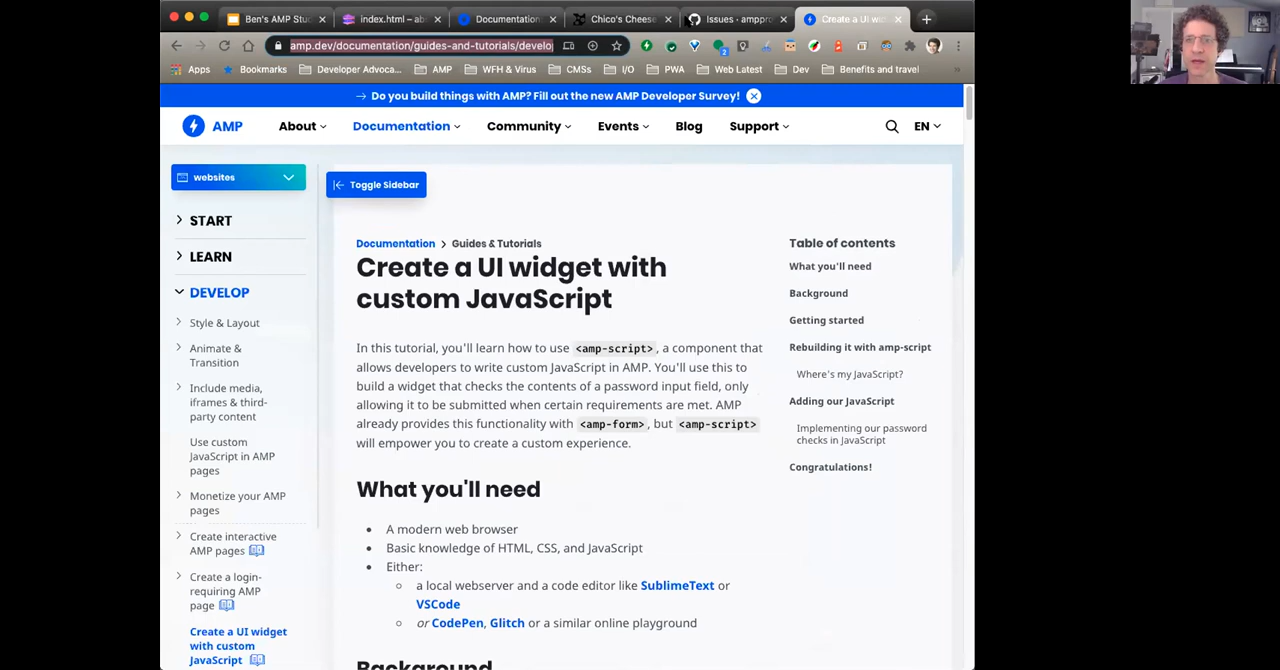 Ben's AMP Stu
index.html – ab
Documentation
Chico's Cheese
Issues · amppro
Create a UI wi
amp.dev/documentation/guides-and-tutorials/develo
2
Apps
Bookmarks
Developer Advoca...
AMP
WFH & Virus
CMSs
I/O
PWA
Web Latest
Dev
Benefits and travel
»
→ Do you build things with AMP? Fill out the new AMP Developer Survey!
AMP
About
Documentation
Community
Events
Blog
Support
EN
websites
START
LEARN
DEVELOP
Style & Layout
Animate &
Transition
Include media,
iframes & third-
party content
Use custom
JavaScript in AMP
pages
Monetize your AMP
pages
Create interactive
AMP pages
Create a login-
requiring AMP
page
Create a UI widget
with custom
JavaScript
Toggle Sidebar
Documentation > Guides & Tutorials
Create a UI widget with
custom JavaScript
In this tutorial, you'll learn how to use <amp-script>, a component that
allows developers to write custom JavaScript in AMP. You'll use this to
build a widget that checks the contents of a password input field, only
allowing it to be submitted when certain requirements are met. AMP
already provides this functionality with <amp-form>, but <amp-script>
will empower you to create a custom experience.
What you'll need
• A modern web browser
• Basic knowledge of HTML, CSS, and JavaScript
• Either:
○ a local webserver and a code editor like SublimeText or
VSCode
○ or CodePen, Glitch or a similar online playground
Background
Table of contents
What you'll need
Background
Getting started
Rebuilding it with amp-script
Where's my JavaScript?
Adding our JavaScript
Implementing our password
checks in JavaScript
Congratulations!